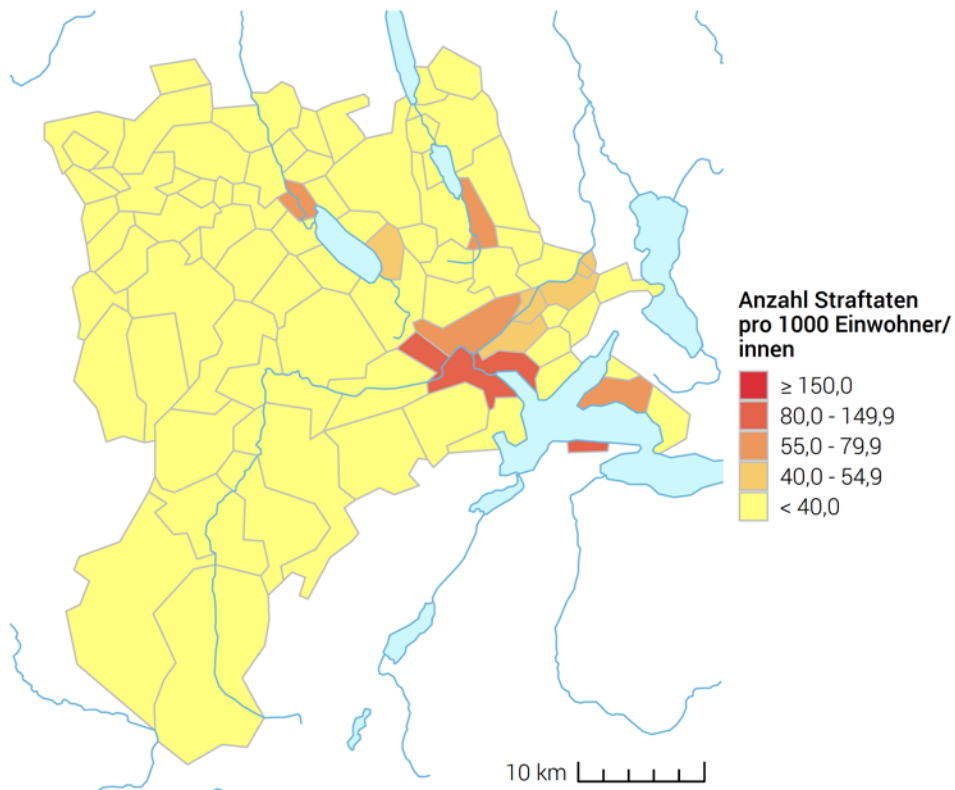 Anzahl Straftaten
pro 1000 Einwohner/
innen
≥ 150,0
80,0 - 149,9
55,0 - 79,9
40,0 - 54,9
< 40,0
10 km